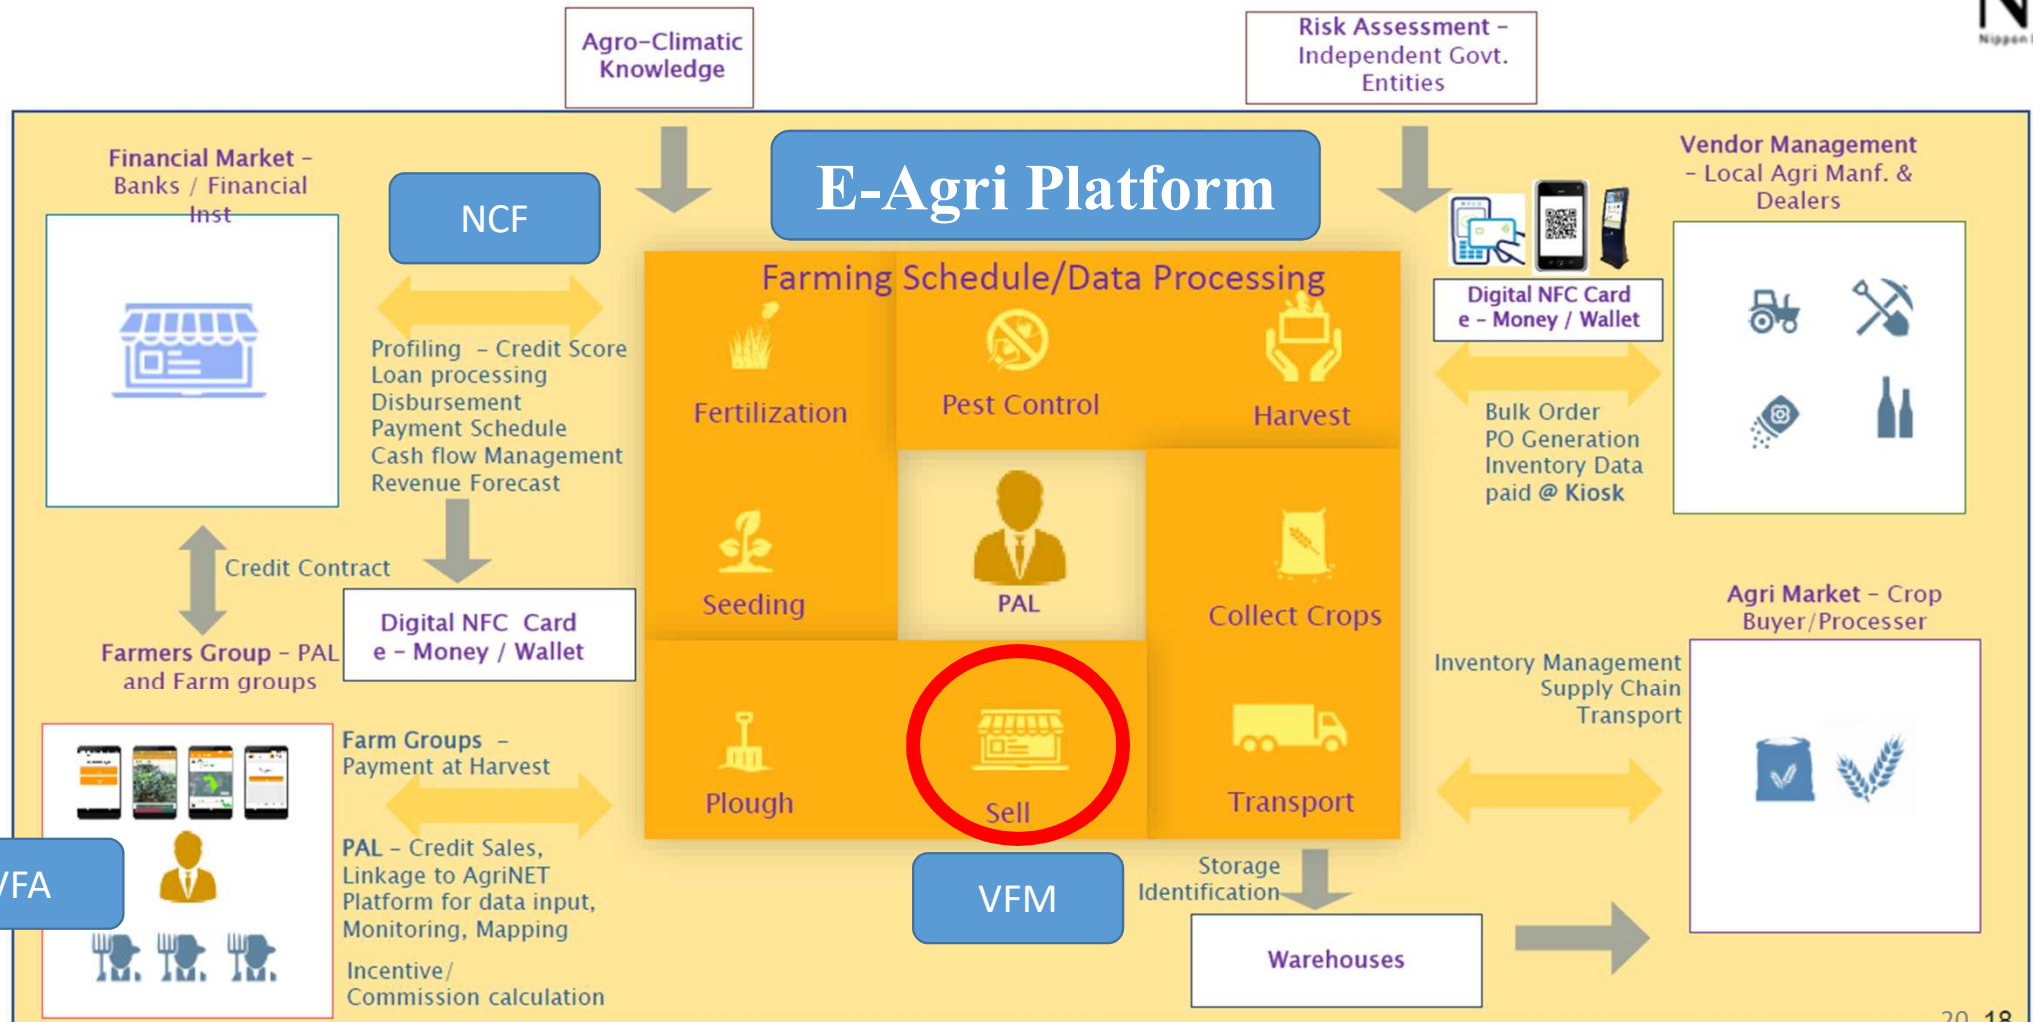 Agro-Climatic
Knowledge
Risk Assessment –
Independent Govt.
Entities
Nippon
E-Agri Platform
Financial Market –
Banks / Financial
Inst
NCF
Profiling – Credit Score
Loan processing
Disbursement
Payment Schedule
Cash flow Management
Revenue Forecast
Credit Contract
Digital NFC Card
e – Money / Wallet
Farmers Group – PAL
and Farm groups
Farm Groups –
Payment at Harvest
PAL – Credit Sales,
Linkage to AgriNET
Platform for data input,
Monitoring, Mapping
Incentive/
Commission calculation
VFA
Farming Schedule/Data Processing
Fertilization
Pest Control
Harvest
Seeding
PAL
Collect Crops
Plough
Sell
Transport
VFM
Storage
Identification
Warehouses
Vendor Management
– Local Agri Manf. &
Dealers
Digital NFC Card
e – Money / Wallet
Bulk Order
PO Generation
Inventory Data
paid @ Kiosk
Agri Market – Crop
Buyer/Processer
Inventory Management
Supply Chain
Transport
20 18